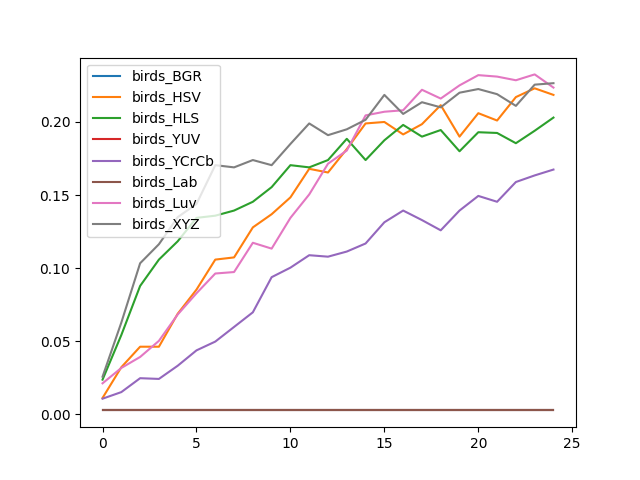 birds_BGR
birds_HSV
birds_HLS
birds_YUV
birds_YCrCb
birds_Lab
birds_Luv
birds_XYZ
0.20
0.15
0.10
0.05
0.00
0 5 10 15 20 25